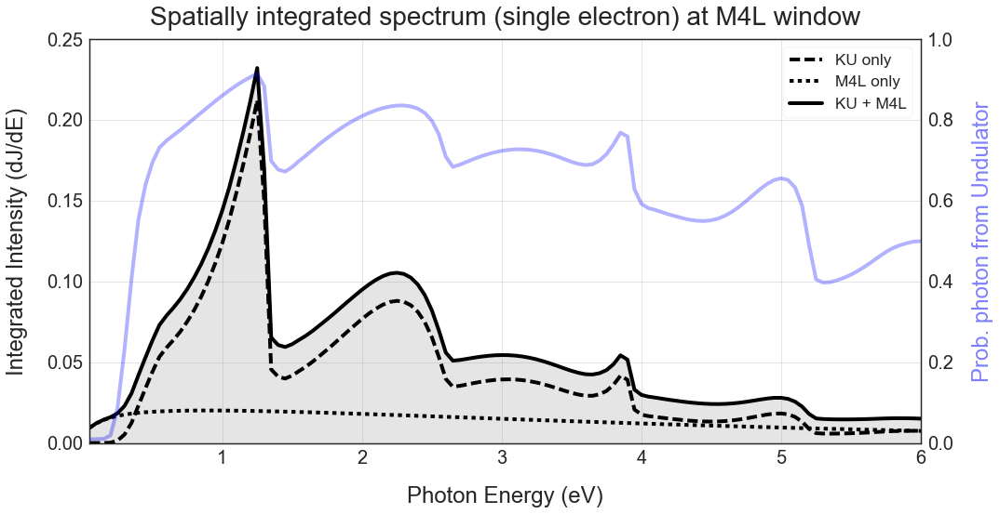 Spatially integrated spectrum (single electron) at M4L window
KU only
M4L only
KU + M4L
Integrated Intensity (dJ/dE)
0.25
0.20
0.15
0.10
0.05
0.00
1.0
0.8
0.6
0.4
0.2
0.0
Prob. photon from Undulator
1 2 3 4 5 6
Photon Energy (eV)